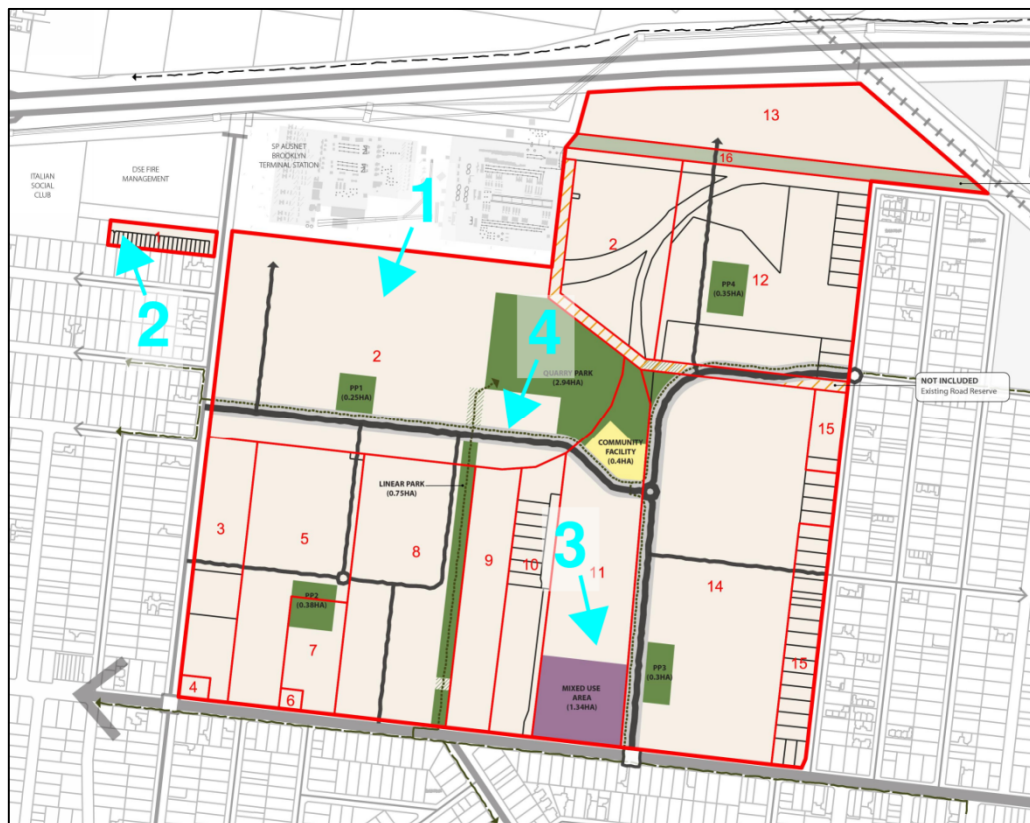 13
SP AUSNET
BROOKLYN
TERMINAL STATION
DSE FIRE
MANAGEMENT
ITALIAN
SOCIAL
CLUB
16
1
1
2
2
12
PP4
(0.35HA)
4
2
QUARRY PARK
(2.94HA)
PP1
(0.25HA)
NOT INCLUDED
Existing Road Reserve
COMMUNITY
FACILITY
(0.4HA)
15
LINEAR PARK
(0.75HA)
3
5
8
9
10
3
11
14
PP2
(0.38HA)
7
4
6
MIXED USE
AREA
(1.34HA)
PP3
(0.3HA)
15